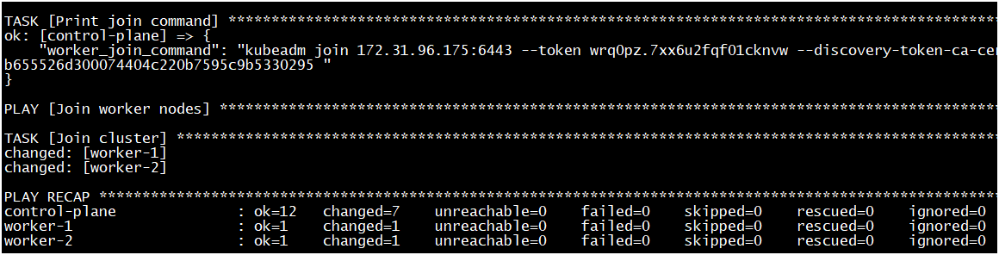 TASK [Print join command] ******************************************************************************************
ok: [control-plane] => {
    "worker_join_command": "kubeadm join 172.31.96.175:6443 --token wrq0pz.7xx6u2fqf01cknvw --discovery-token-ca-cer
b655526d300074404c220b7595c9b5330295 "
}
PLAY [Join worker nodes] *******************************************************************************************
TASK [Join cluster] ************************************************************************************************
changed: [worker-1]
changed: [worker-2]
PLAY RECAP *********************************************************************************************************
control-plane              : ok=12   changed=7    unreachable=0    failed=0    skipped=0    rescued=0    ignored=0
worker-1                   : ok=1    changed=1    unreachable=0    failed=0    skipped=0    rescued=0    ignored=0
worker-2                   : ok=1    changed=1    unreachable=0    failed=0    skipped=0    rescued=0    ignored=0